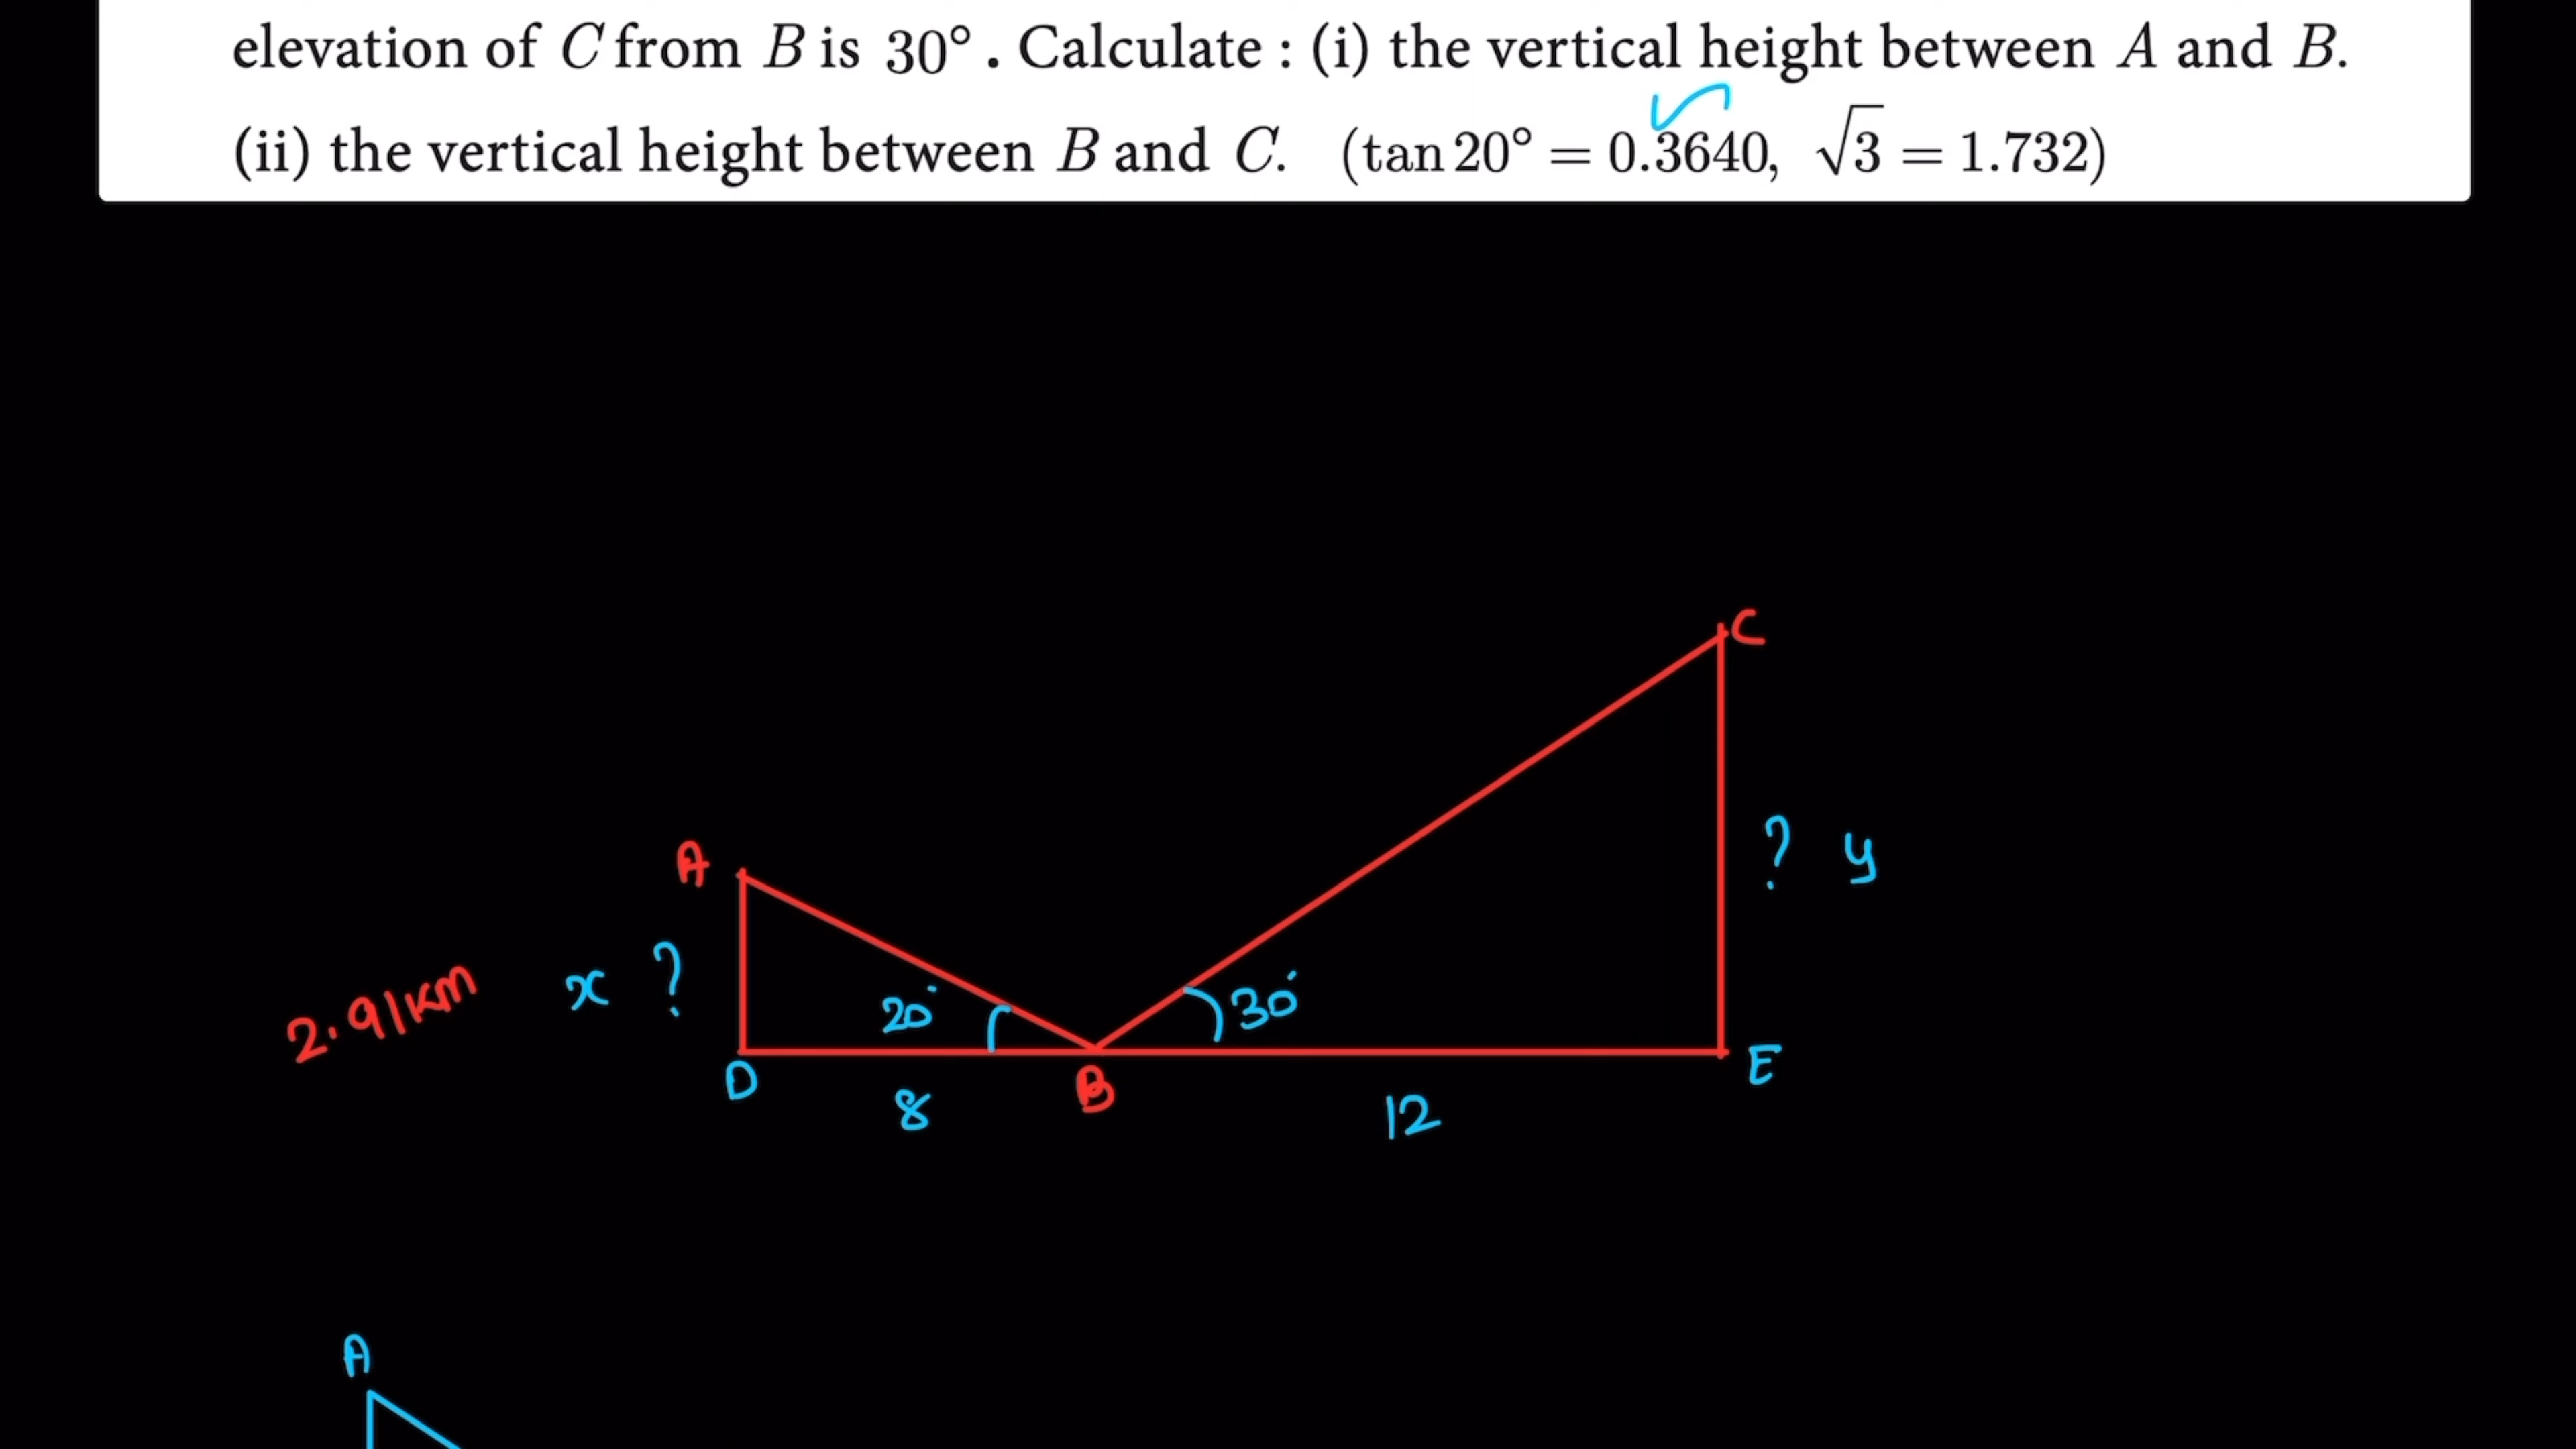 elevation of C from B is 30° . Calculate : (i) the vertical height between A and B.
(ii) the vertical height between B and C. (tan 20° = 0.3640, √3 = 1.732)
C
A
? y
2.91km x ?
20° 30°
D B E
8 12
A